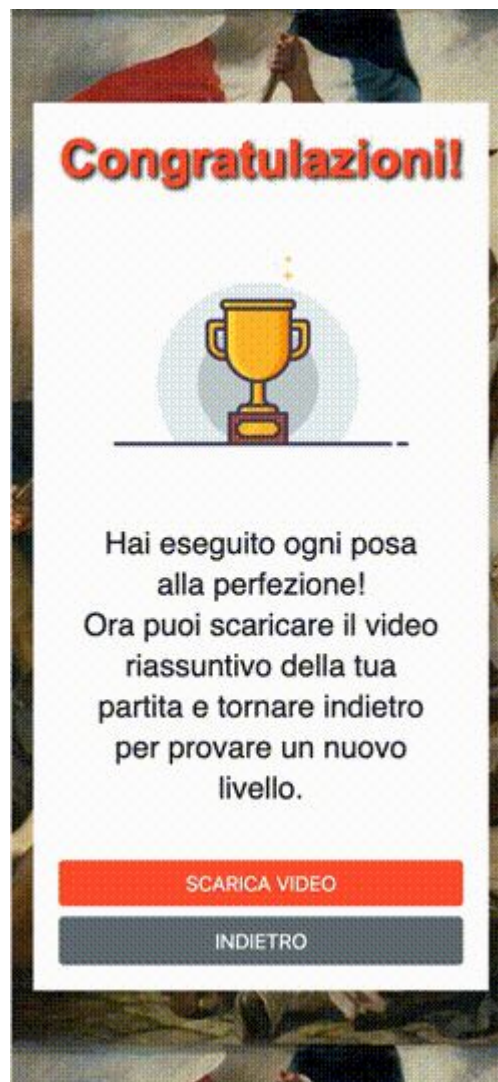 Congratulazioni!
Hai eseguito ogni posa
alla perfezione!
Ora puoi scaricare il video
riassuntivo della tua
partita e tornare indietro
per provare un nuovo
livello.
SCARICA VIDEO
INDIETRO